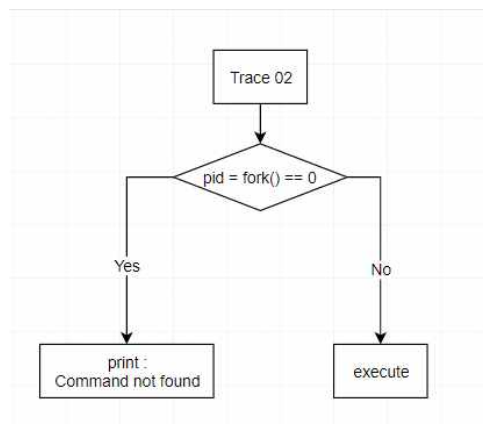 Trace 02
pid = fork() == 0
Yes
No
print :
Command not found
execute